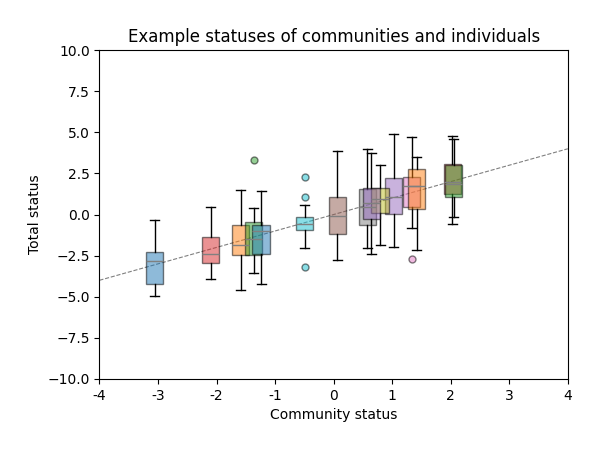 Example statuses of communities and individuals
10.0
7.5
5.0
2.5
0.0
−2.5
−5.0
−7.5
−10.0
Total status
-4 -3 -2 -1 0 1 2 3 4
Community status